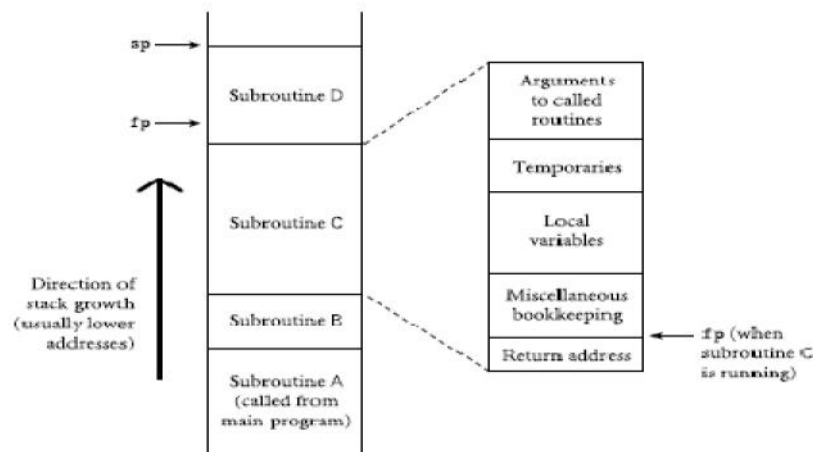 sp
Subroutine D
fp
Subroutine C
Direction of
stack growth
(usually lower
addresses)
Subroutine B
Subroutine A
(called from
main program)
Arguments
to called
routines
Temporaries
Local
variables
Miscellaneous
bookkeeping
Return address
fp (when
subroutine C
is running)